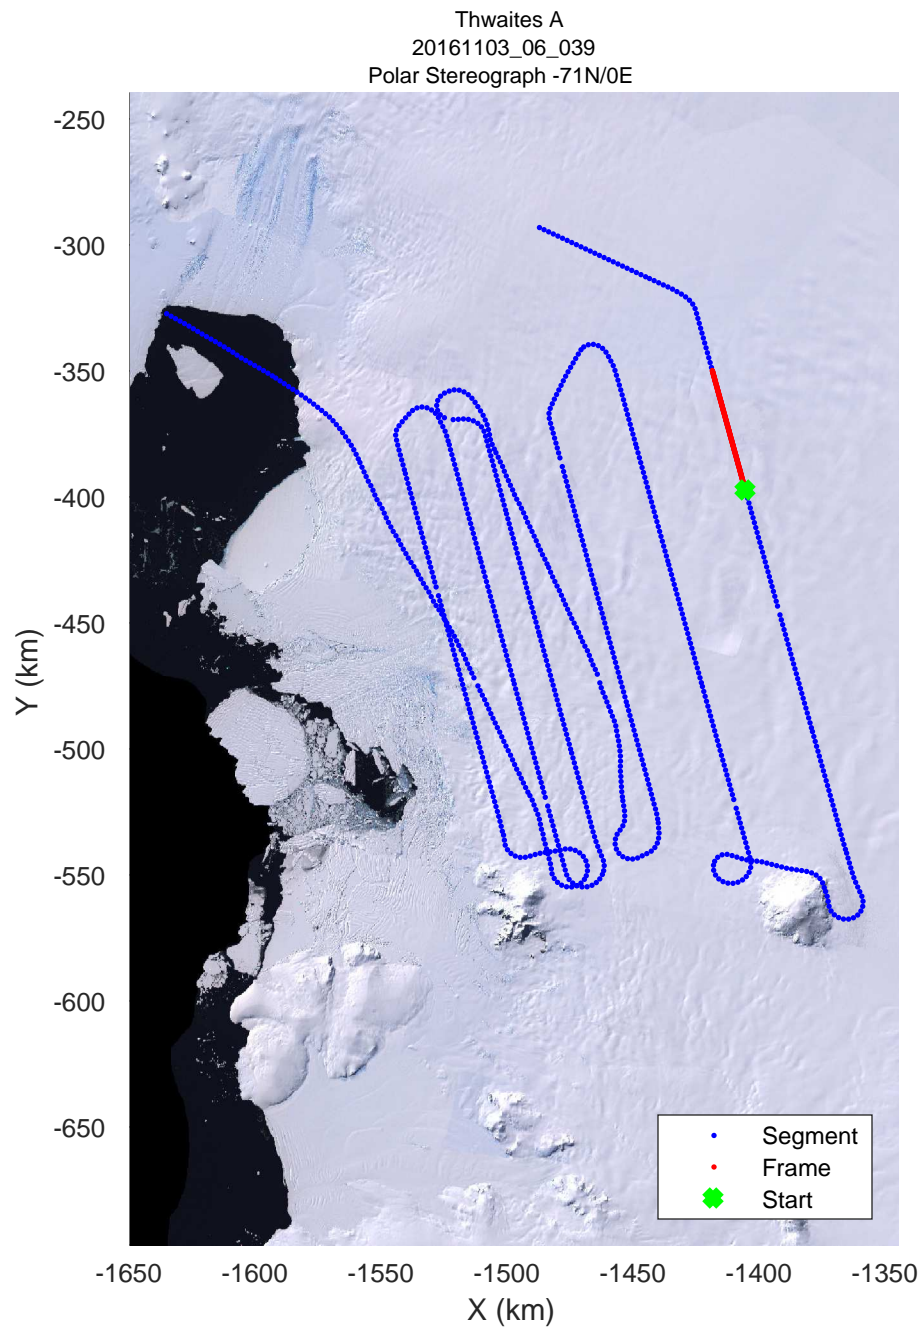 Thwaites A
20161103_06_039
Polar Stereograph -71N/0E
-250
-300
-350
-400
-450
-500
-550
-600
-650
Y (km)
Segment
Frame
Start
-1650 -1600 -1550 -1500 -1450 -1400 -1350
X (km)